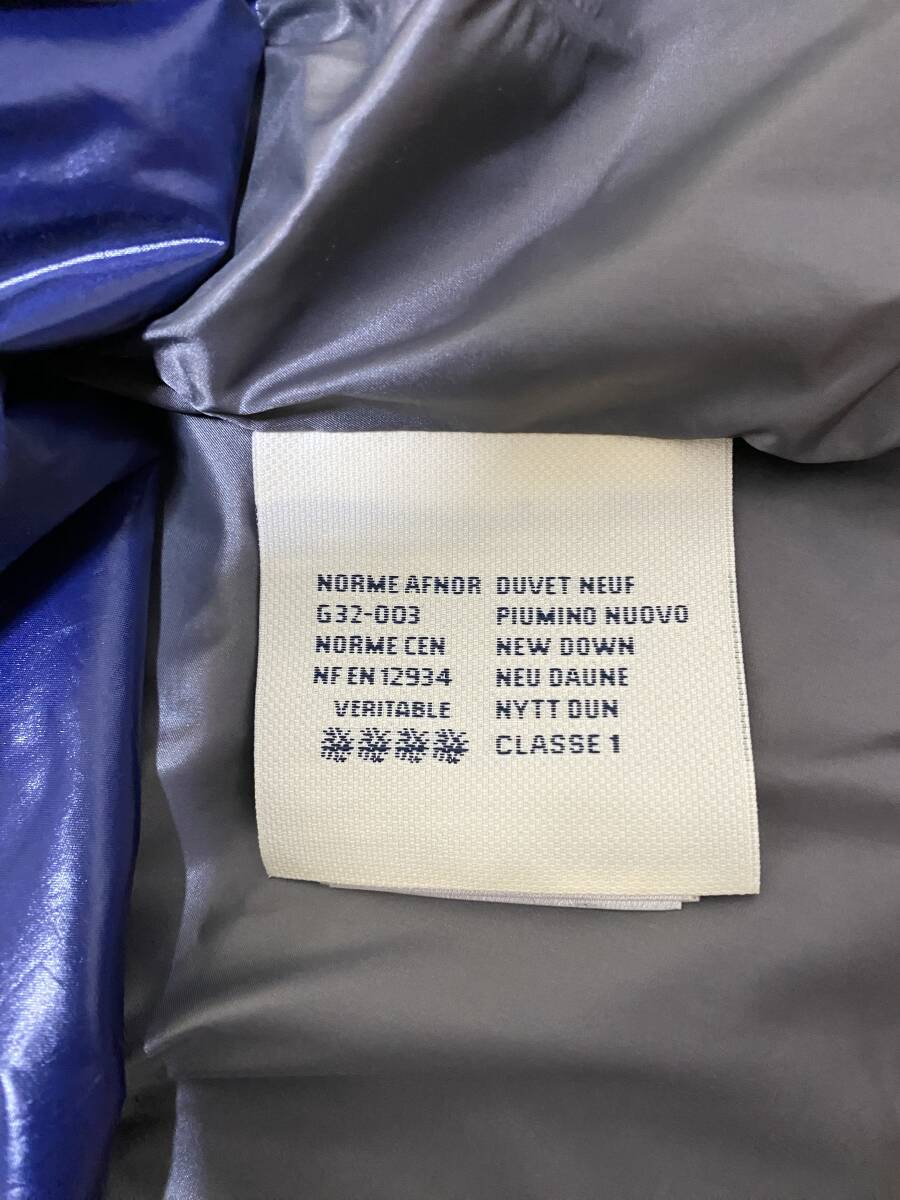 NORME AFNOR
G32-003
NORME CEN
NF EN 12934
VERITABLE
DUVET NEUF
PIUMINO NUOVO
NEW DOWN
NEU DAUNE
NYTT DUN
CLASSE 1